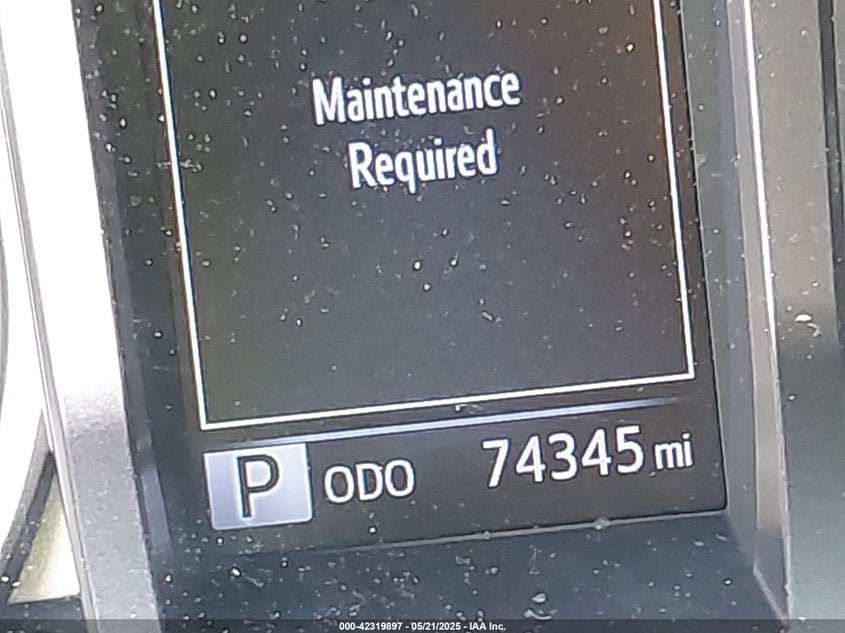 Maintenance
Required
P ODO 74345 mi
000-42319897 - 05/21/2025 - IAA Inc.